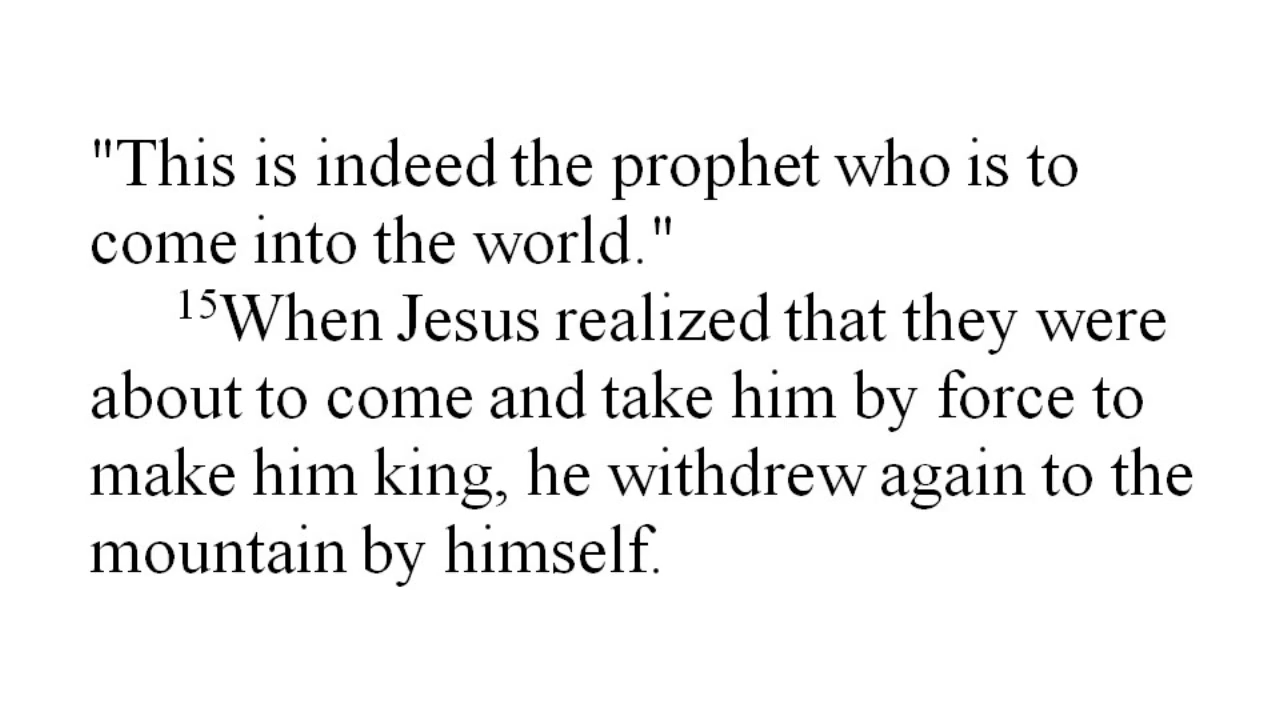 "This is indeed the prophet who is to
come into the world."
¹⁵When Jesus realized that they were
about to come and take him by force to
make him king, he withdrew again to the
mountain by himself.